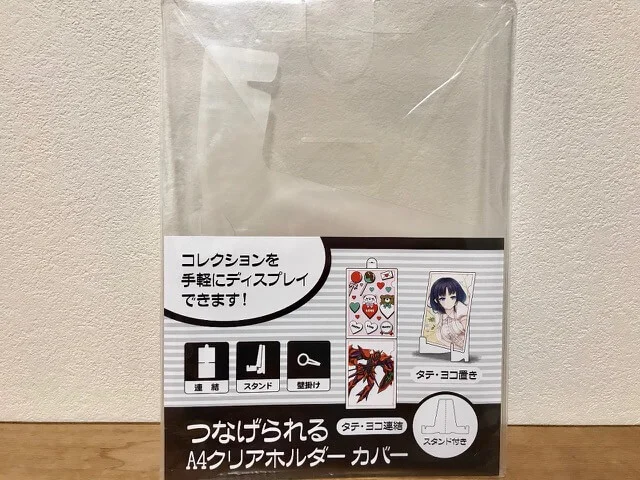 コレクションを
手軽にディスプレイ
できます!
連結
スタンド
壁掛け
タテ・ヨコ置き
タテ・ヨコ連結
スタンド付き
つなげられる
A4クリアホルダー カバー